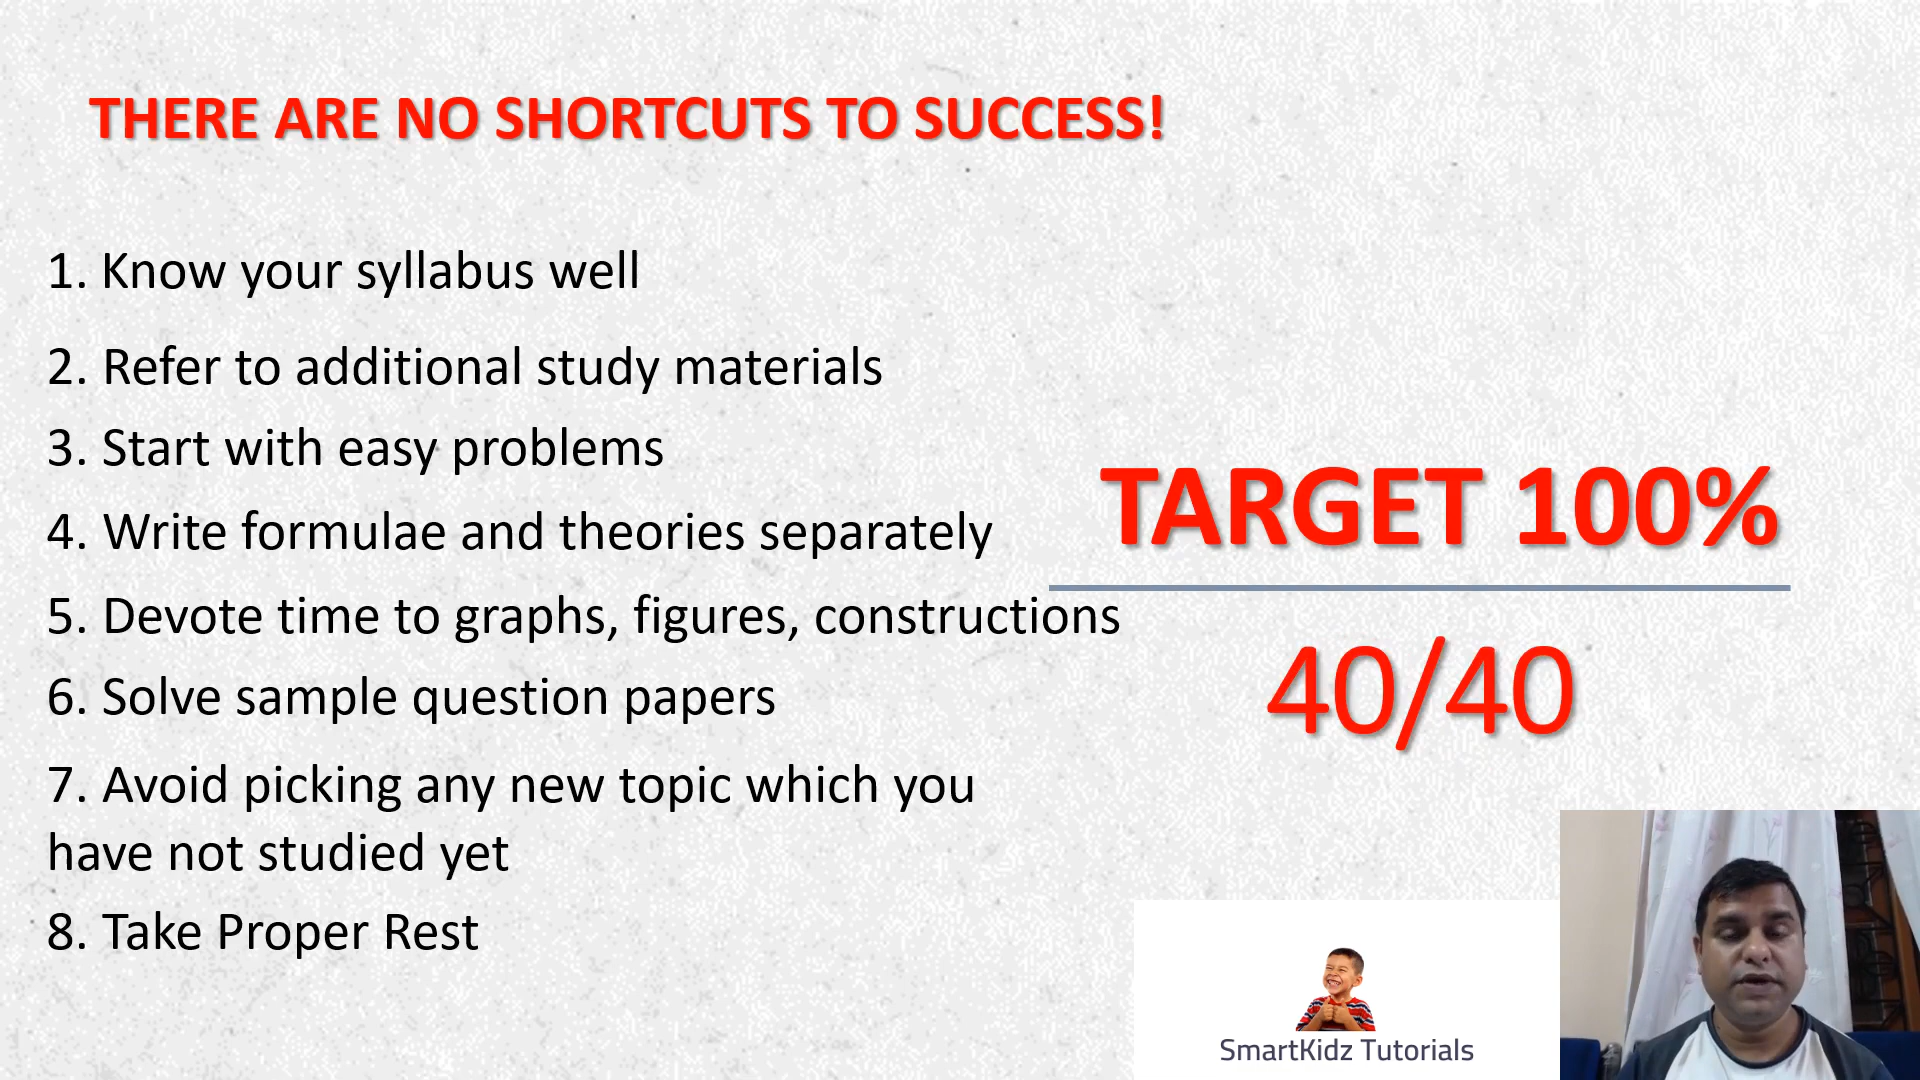 THERE ARE NO SHORTCUTS TO SUCCESS!
1. Know your syllabus well
2. Refer to additional study materials
3. Start with easy problems
4. Write formulae and theories separately
5. Devote time to graphs, figures, constructions
6. Solve sample question papers
7. Avoid picking any new topic which you
have not studied yet
8. Take Proper Rest
TARGET 100%
40/40
SmartKidz Tutorials